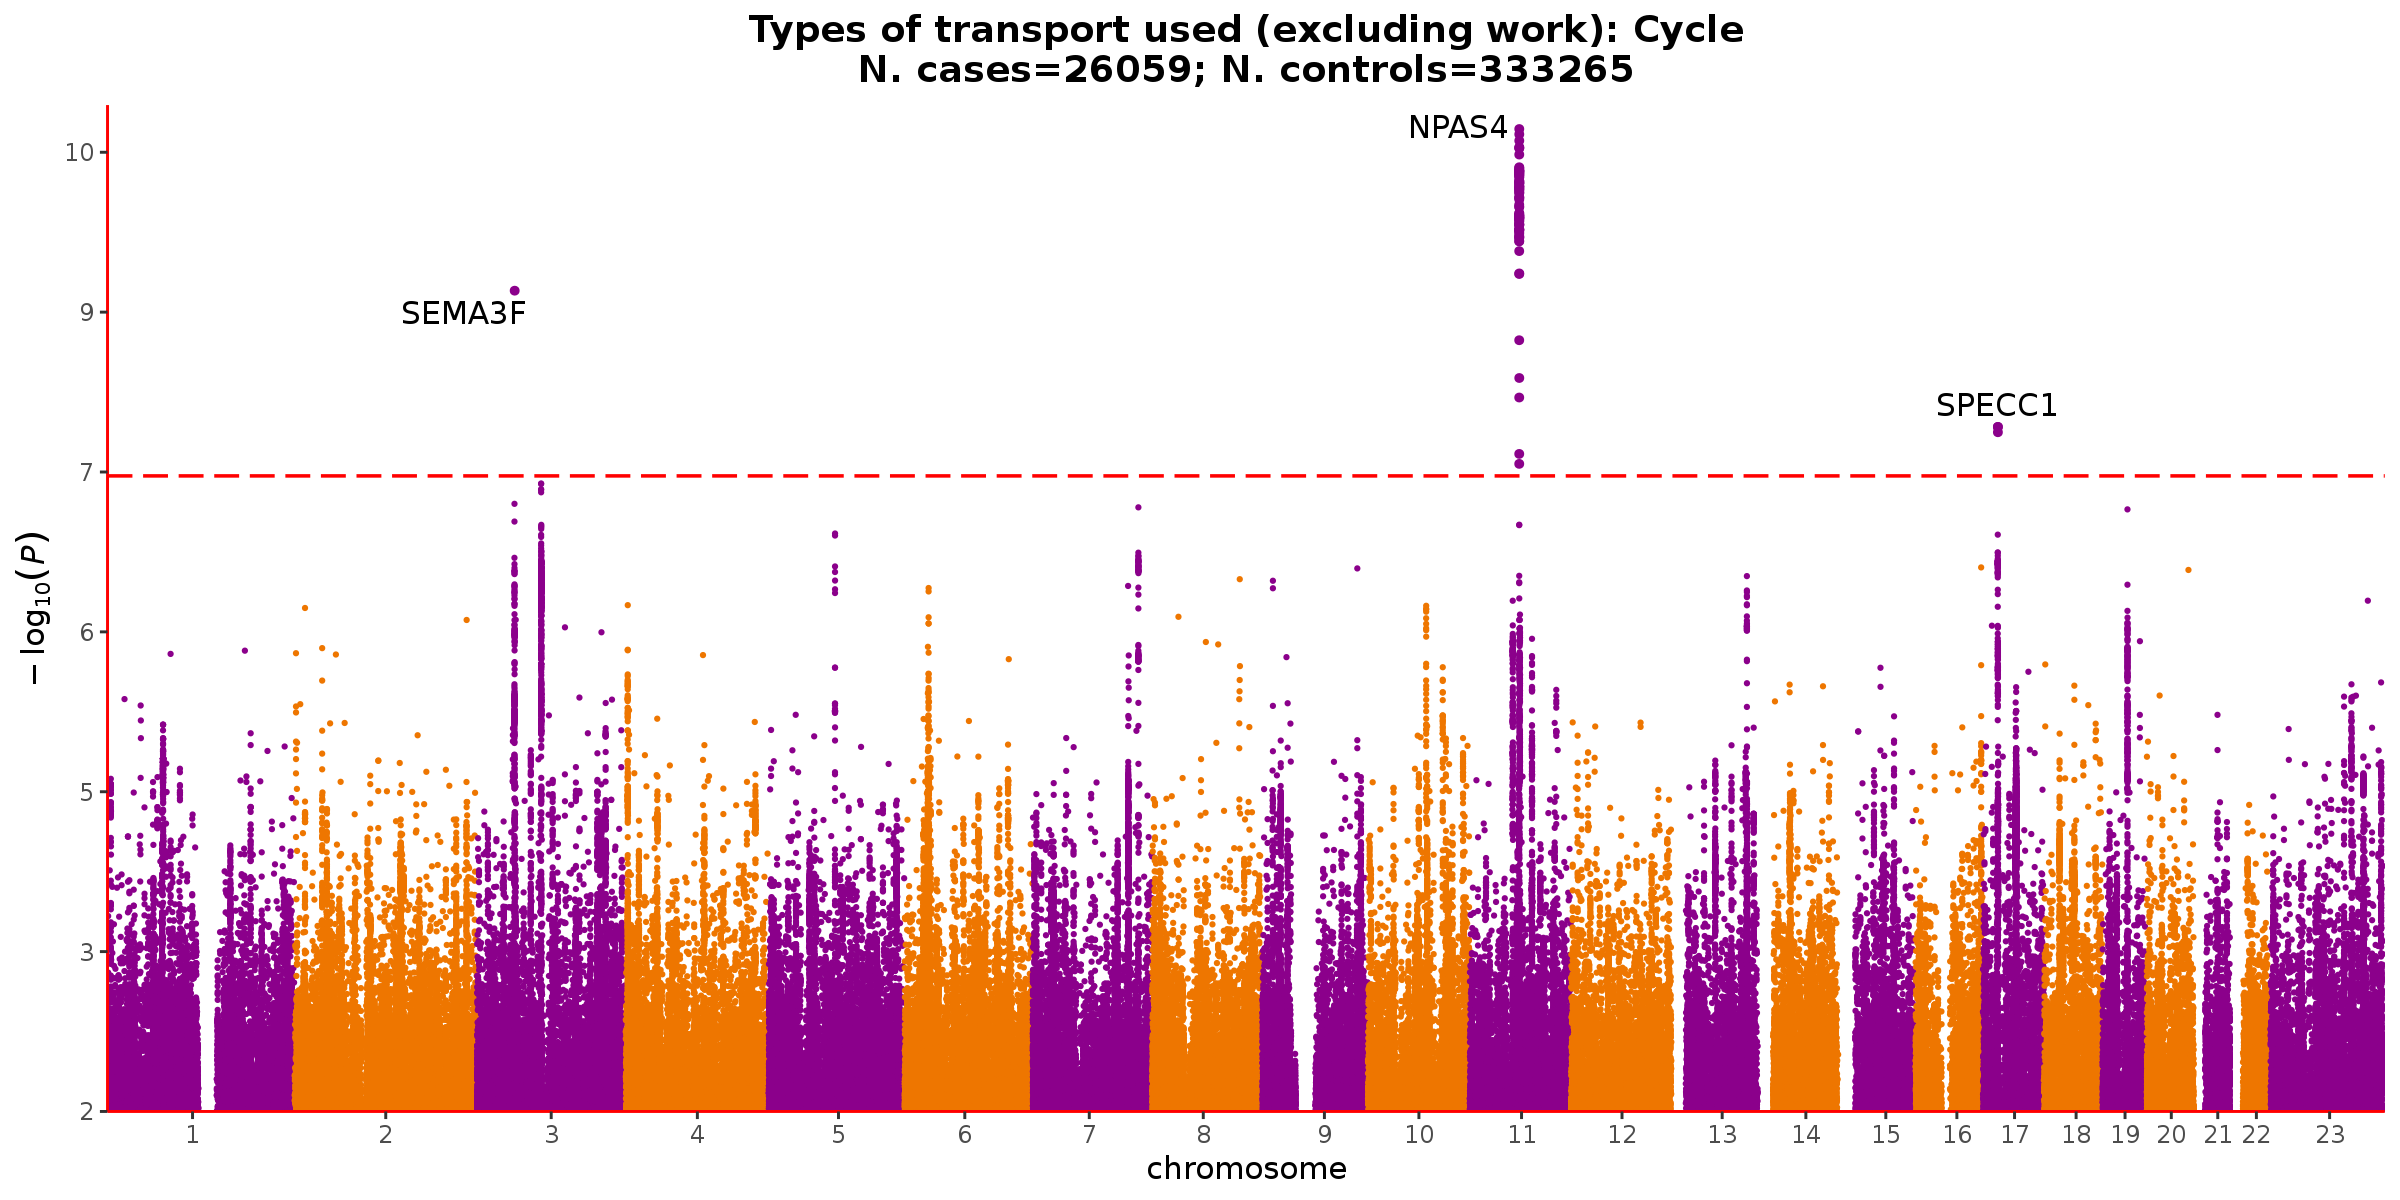 Types of transport used (excluding work): Cycle
N. cases=26059; N. controls=333265
NPAS4
10
SEMA3F
9
SPECC1
7
−log₁₀(P)
6
5
3
2
1 2 3 4 5 6 7 8 9 10 11 12 13 14 15 16 17 18 19 20 21 22 23
chromosome